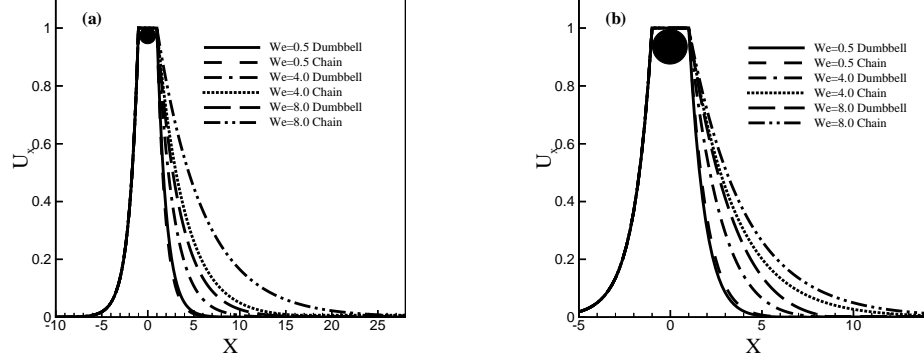 (a)
1
0.8
0.6
0.4
0.2
0
U_x
We=0.5 Dumbbell
We=0.5 Chain
We=4.0 Dumbbell
We=4.0 Chain
We=8.0 Dumbbell
We=8.0 Chain
-10 -5 0 5 10 15 20 25
X
(b)
1
0.8
0.6
0.4
0.2
0
U_x
We=0.5 Dumbbell
We=0.5 Chain
We=4.0 Dumbbell
We=4.0 Chain
We=8.0 Dumbbell
We=8.0 Chain
-5 0 5 10
X